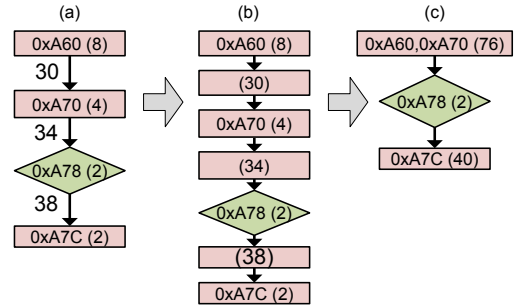 (a)
0xA60 (8)
30
0xA70 (4)
34
0xA78 (2)
38
0xA7C (2)
(b)
0xA60 (8)
(30)
0xA70 (4)
(34)
0xA78 (2)
(38)
0xA7C (2)
(c)
0xA60,0xA70 (76)
0xA78 (2)
0xA7C (40)